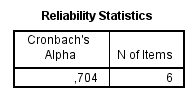 Reliability Statistics
Cronbach's
Alpha
N of Items
,704
6